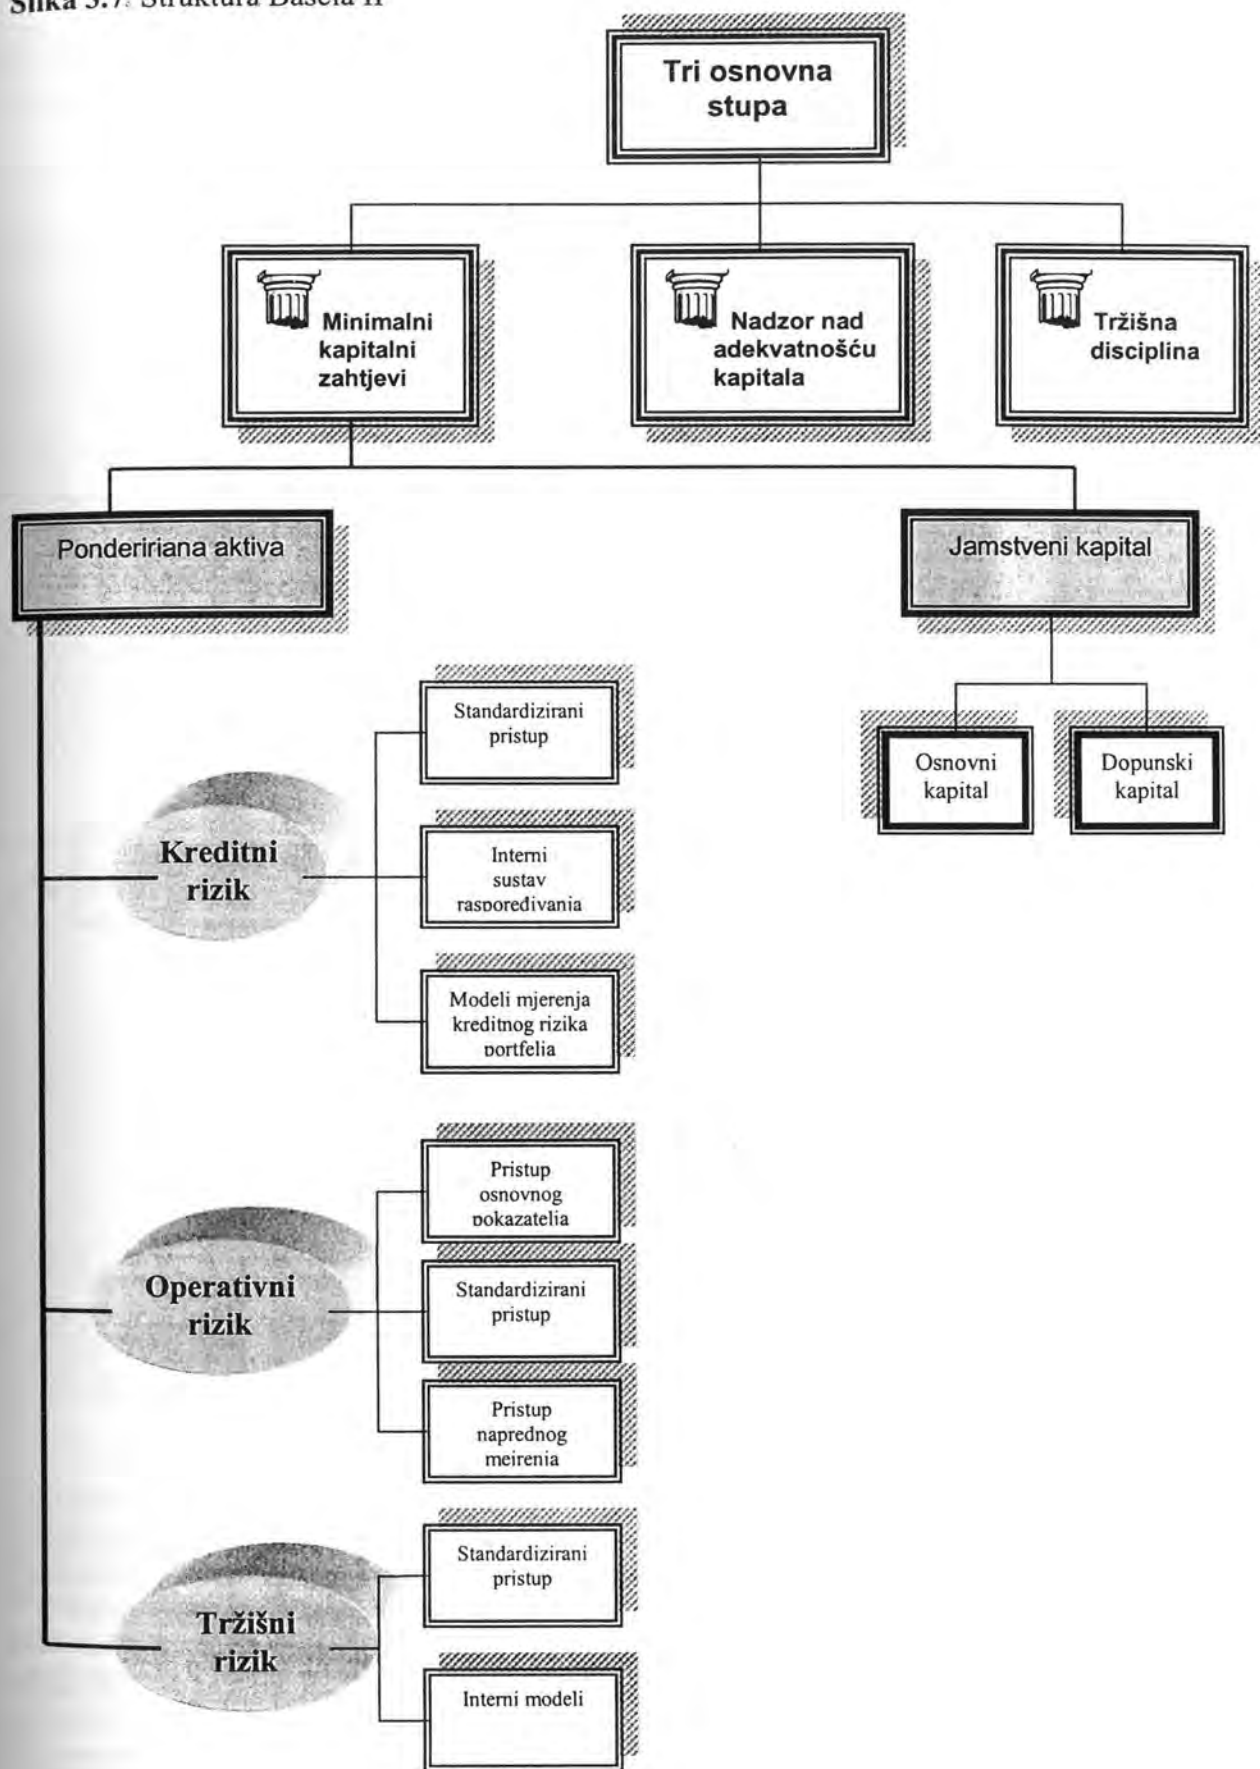 Slika 3.7. Struktura Basela II
Tri osnovna
stupa
Minimalni
kapitalni
zahtjevi
Nadzor nad
adekvatnošću
kapitala
Tržišna
disciplina
Pondeririana aktiva
Jamstveni kapital
Standardizirani
pristup
Osnovni
kapital
Dopunski
kapital
Kreditni
rizik
Interni
sustav
raspoređivanja
Modeli mjerenja
kreditnog rizika
portfelja
Pristup
osnovnog
pokazatelja
Operativni
rizik
Standardizirani
pristup
Pristup
naprednog
mejrenja
Standardizirani
pristup
Tržišni
rizik
Interni modeli